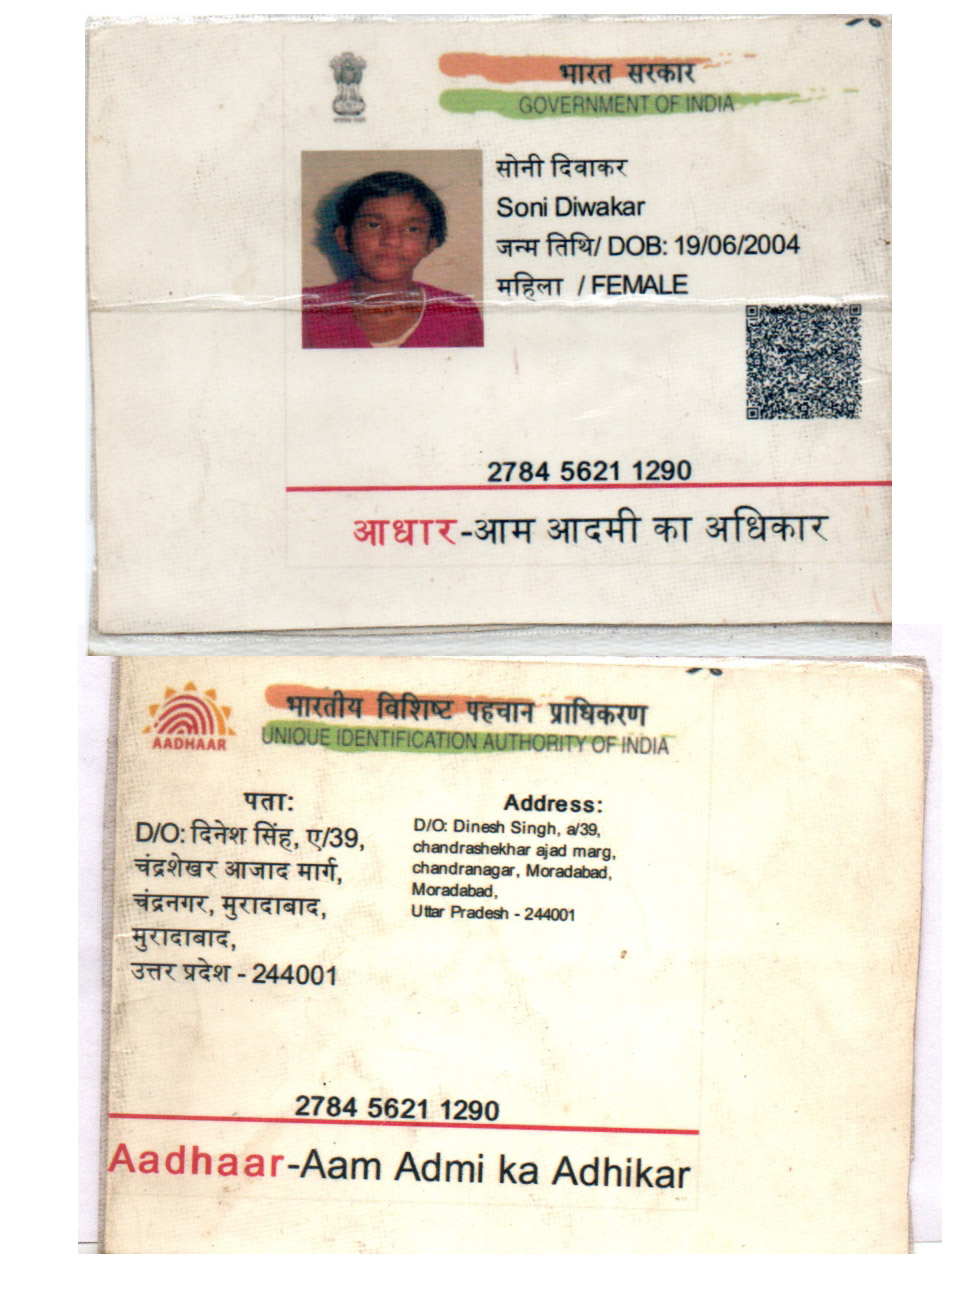 भारत सरकार
GOVERNMENT OF INDIA
सोनी दिवाकर
Soni Diwakar
जन्म तिथि/ DOB: 19/06/2004
महिला / FEMALE
2784 5621 1290
आधार-आम आदमी का अधिकार
भारतीय विशिष्ट पहचान प्राधिकरण
AADHAAR
UNIQUE IDENTIFICATION AUTHORITY OF INDIA
पता:
D/O: दिनेश सिंह, ए/39,
चंद्रशेखर आजाद मार्ग,
चंद्रनगर, मुरादाबाद,
मुरादाबाद,
उत्तर प्रदेश - 244001
Address:
D/O: Dinesh Singh, a/39,
chandrashekhar ajad marg,
chandranagar, Moradabad,
Moradabad,
Uttar Pradesh - 244001
2784 5621 1290
Aadhaar-Aam Admi ka Adhikar